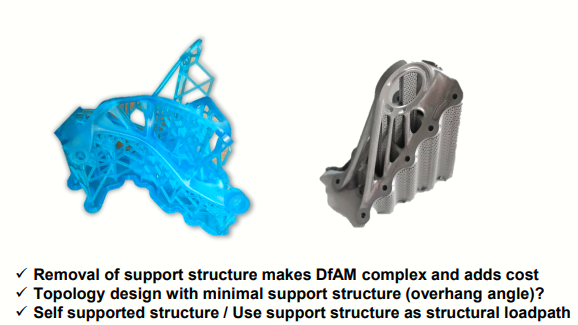 ✓ Removal of support structure makes DfAM complex and adds cost
✓ Topology design with minimal support structure (overhang angle)?
✓ Self supported structure / Use support structure as structural loadpath